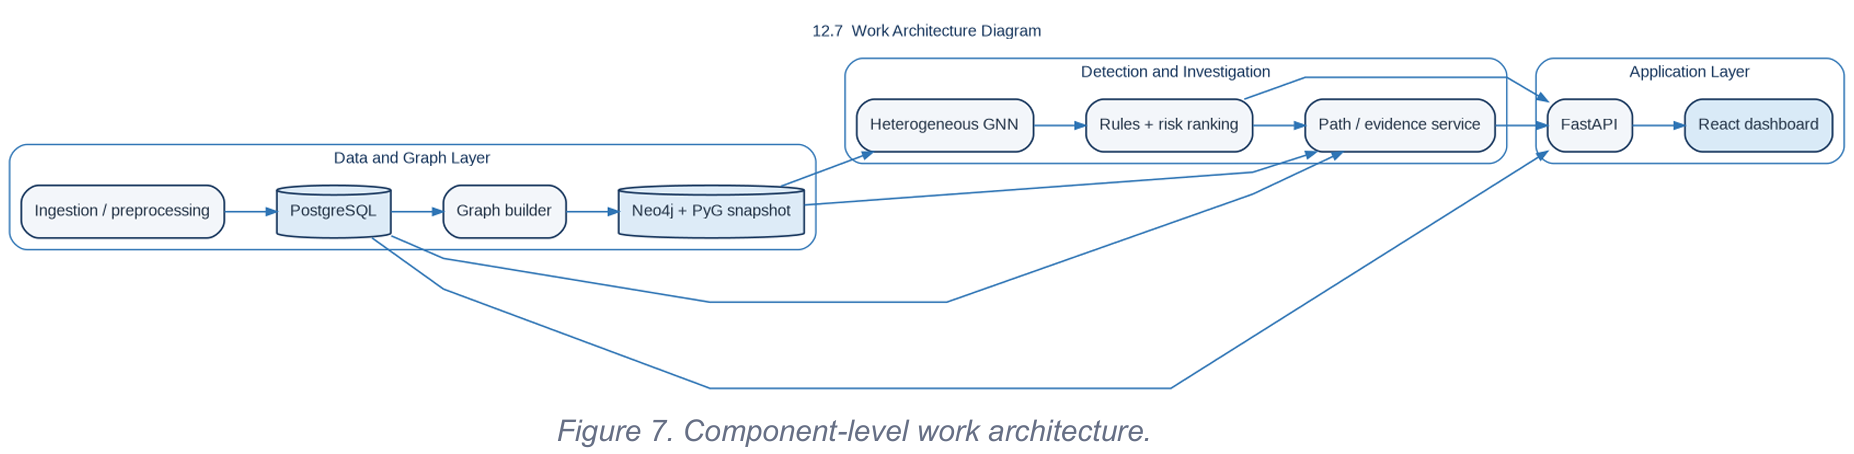 12.7  Work Architecture Diagram
Data and Graph Layer
Ingestion / preprocessing
PostgreSQL
Graph builder
Neo4j + PyG snapshot
Detection and Investigation
Heterogeneous GNN
Rules + risk ranking
Path / evidence service
Application Layer
FastAPI
React dashboard
Figure 7. Component-level work architecture.